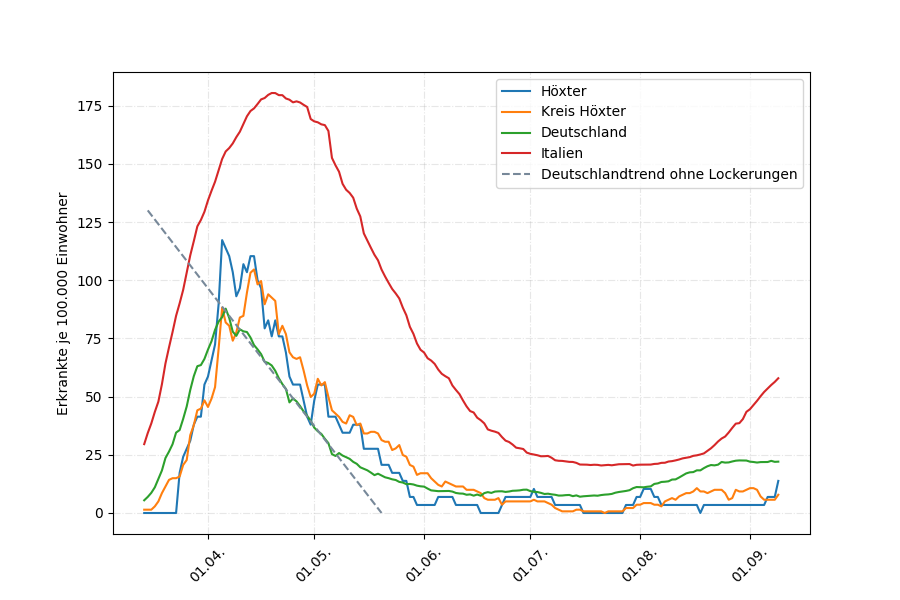 Höxter
Kreis Höxter
Deutschland
Italien
Deutschlandtrend ohne Lockerungen
Erkrankte je 100.000 Einwohner
175
150
125
100
75
50
25
0
01.04.
01.05.
01.06.
01.07.
01.08.
01.09.